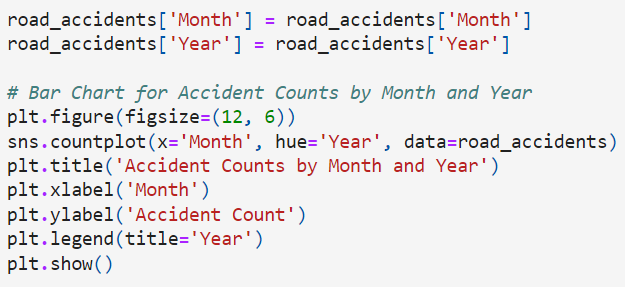 road_accidents['Month'] = road_accidents['Month']
road_accidents['Year'] = road_accidents['Year']
# Bar Chart for Accident Counts by Month and Year
plt.figure(figsize=(12, 6))
sns.countplot(x='Month', hue='Year', data=road_accidents)
plt.title('Accident Counts by Month and Year')
plt.xlabel('Month')
plt.ylabel('Accident Count')
plt.legend(title='Year')
plt.show()